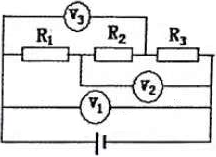 V₃
R₁ R₂ R₃
V₂
V₁